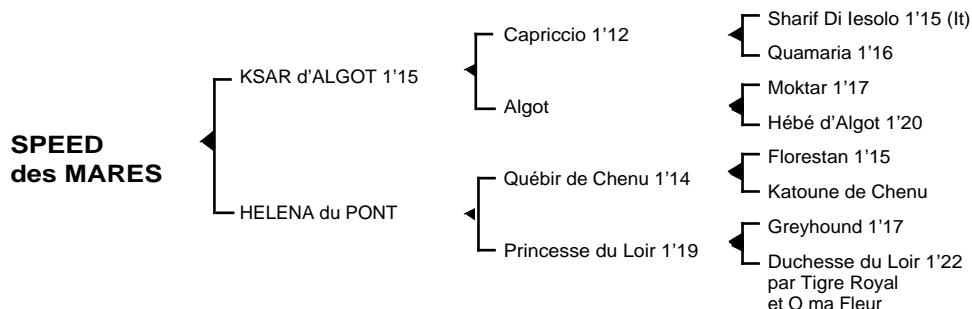 SPEED
des MARES
KSAR d'ALGOT 1'15
HELENA du PONT
Capriccio 1'12
Algot
Québir de Chenu 1'14
Princesse du Loir 1'19
Sharif Di Iesolo 1'15 (It)
Quamaria 1'16
Moktar 1'17
Hébé d'Algot 1'20
Florestan 1'15
Katoune de Chenu
Greyhound 1'17
Duchesse du Loir 1'22
par Tigre Royal
et O ma Fleur